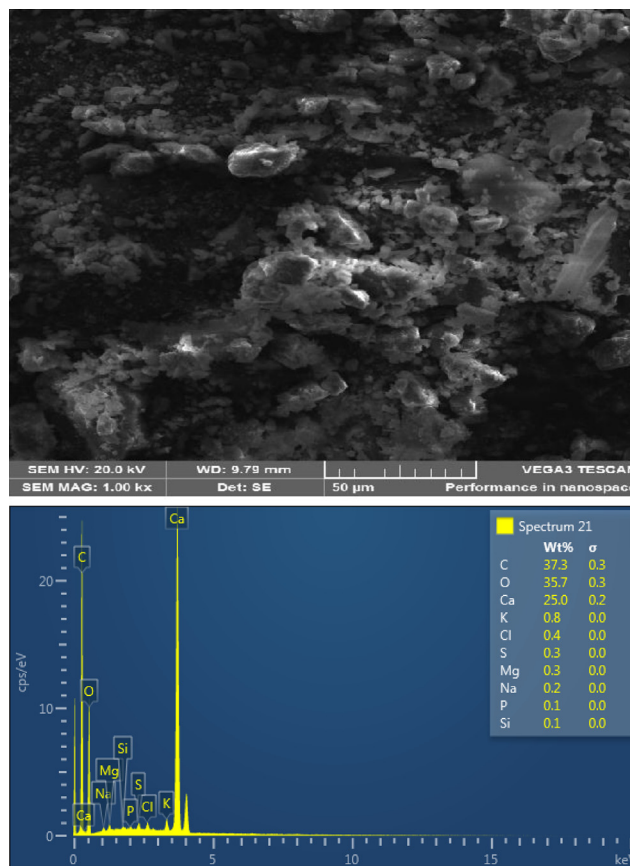 SEM HV: 20.0 kV WD: 9.79 mm VEGA3 TESCAN
SEM MAG: 1.00 kx Det: SE 50 µm Performance in nanospace
Spectrum 21
Wt% σ
C 37.3 0.3
O 35.7 0.3
Ca 25.0 0.2
K 0.8 0.0
Cl 0.4 0.0
S 0.3 0.0
Mg 0.3 0.0
Na 0.2 0.0
P 0.1 0.0
Si 0.1 0.0
cps/eV
20
10
0
Ca
C
O
Si
Mg
S
Na
P
Cl
K
Ca
0 5 10 15 ke